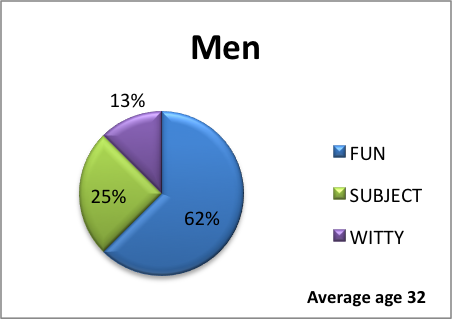 Men
13%
25%
62%
FUN
SUBJECT
WITTY
Average age 32